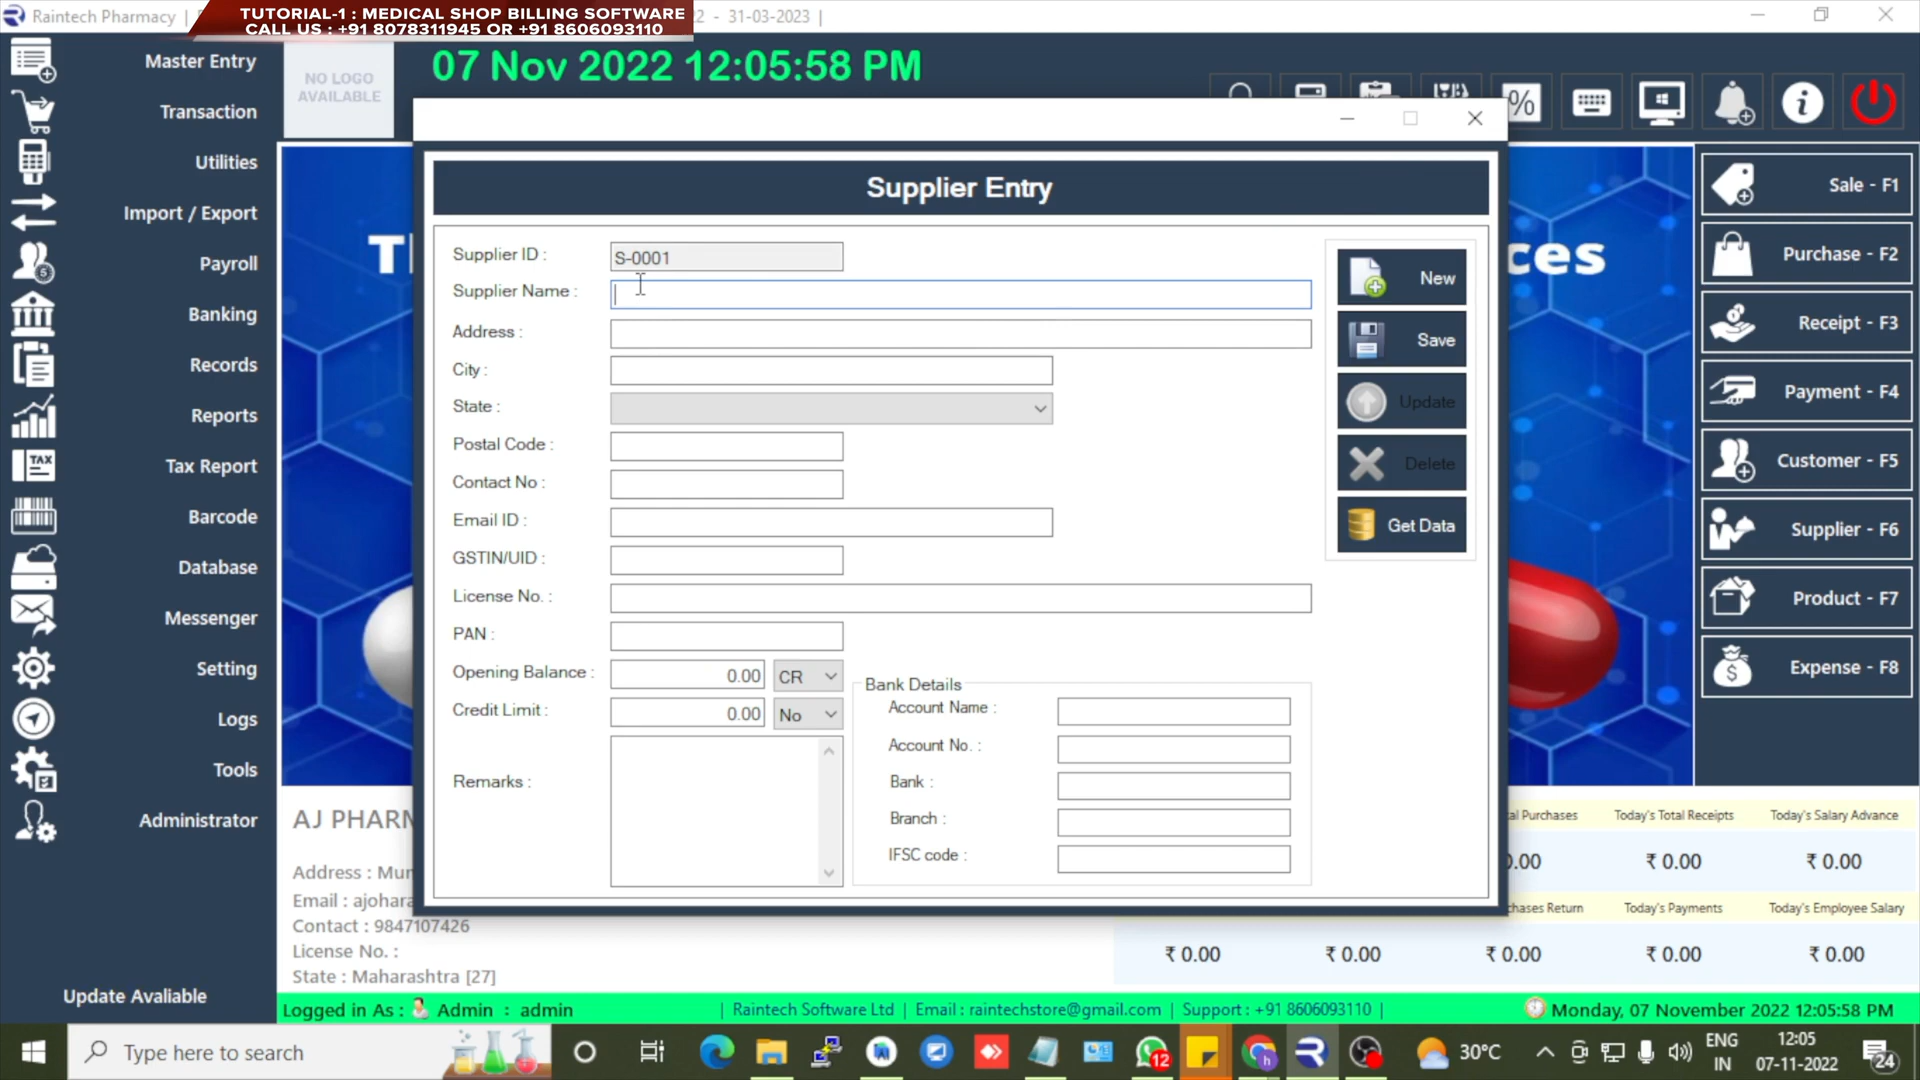 Raintech Pharmacy |
TUTORIAL-1 : MEDICAL SHOP BILLING SOFTWARE
CALL US : +91 8078311945 OR +91 8606093110
- 31-03-2023 |
Master Entry
Transaction
Utilities
Import / Export
Payroll
Banking
Records
Reports
Tax Report
Barcode
Database
Messenger
Setting
Logs
Tools
Administrator
Update Avaliable
NO LOGO
AVAILABLE
07 Nov 2022 12:05:58 PM
Supplier Entry
Supplier ID :
S-0001
Supplier Name :
Address :
City :
State :
Postal Code :
Contact No :
Email ID :
GSTIN/UID :
License No. :
PAN :
Opening Balance :
0.00
CR
Credit Limit :
0.00
No
Remarks :
Bank Details
Account Name :
Account No. :
Bank :
Branch :
IFSC code :
New
Save
Update
Delete
Get Data
%
ces
Sale - F1
Purchase - F2
Receipt - F3
Payment - F4
Customer - F5
Supplier - F6
Product - F7
Expense - F8
AJ PHARM
Address : Mur
Email : ajohara
Contact : 9847107426
License No. :
State : Maharashtra [27]
al Purchases
Today's Total Receipts
Today's Salary Advance
0.00
₹ 0.00
₹ 0.00
chases Return
Today's Payments
Today's Employee Salary
₹ 0.00
₹ 0.00
₹ 0.00
₹ 0.00
₹ 0.00
Logged in As : Admin : admin
| Raintech Software Ltd | Email : raintechstore@gmail.com | Support : +91 8606093110 |
Monday, 07 November 2022 12:05:58 PM
Type here to search
12
30°C
ENG
IN
12:05
07-11-2022
24